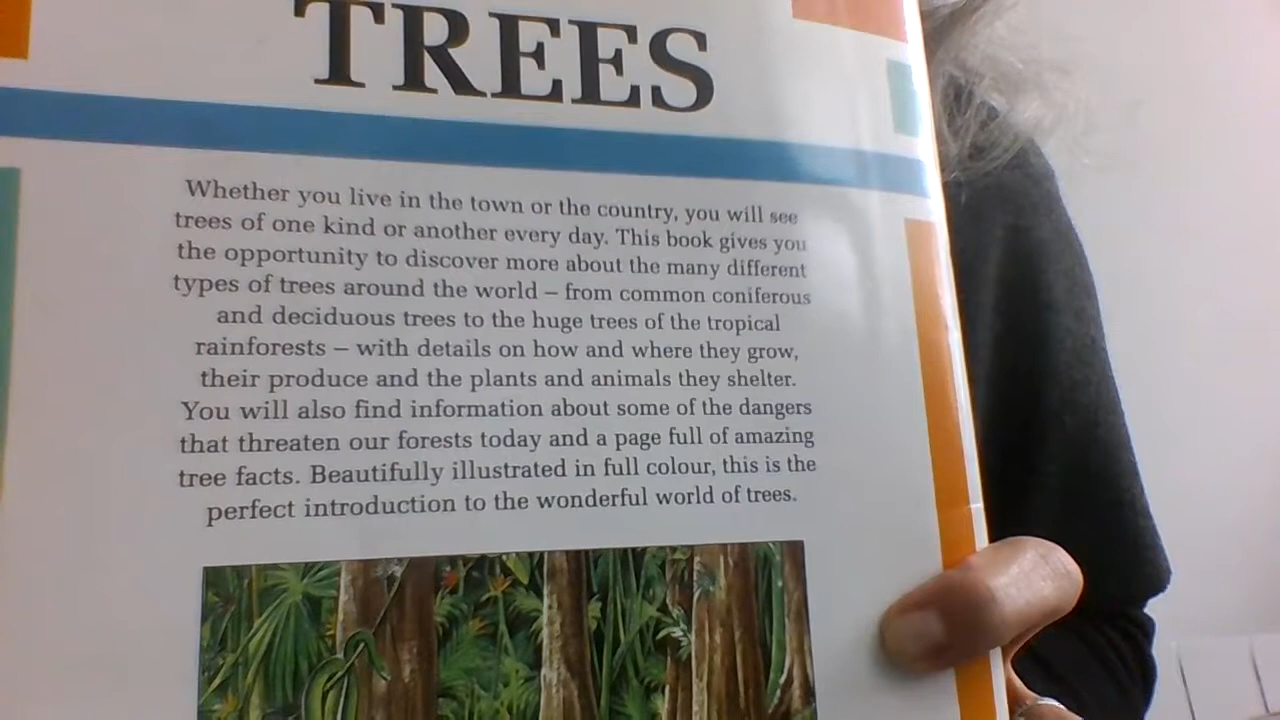 TREES
Whether you live in the town or the country, you will see
trees of one kind or another every day. This book gives you
the opportunity to discover more about the many different
types of trees around the world – from common coniferous
and deciduous trees to the huge trees of the tropical
rainforests – with details on how and where they grow,
their produce and the plants and animals they shelter.
You will also find information about some of the dangers
that threaten our forests today and a page full of amazing
tree facts. Beautifully illustrated in full colour, this is the
perfect introduction to the wonderful world of trees.